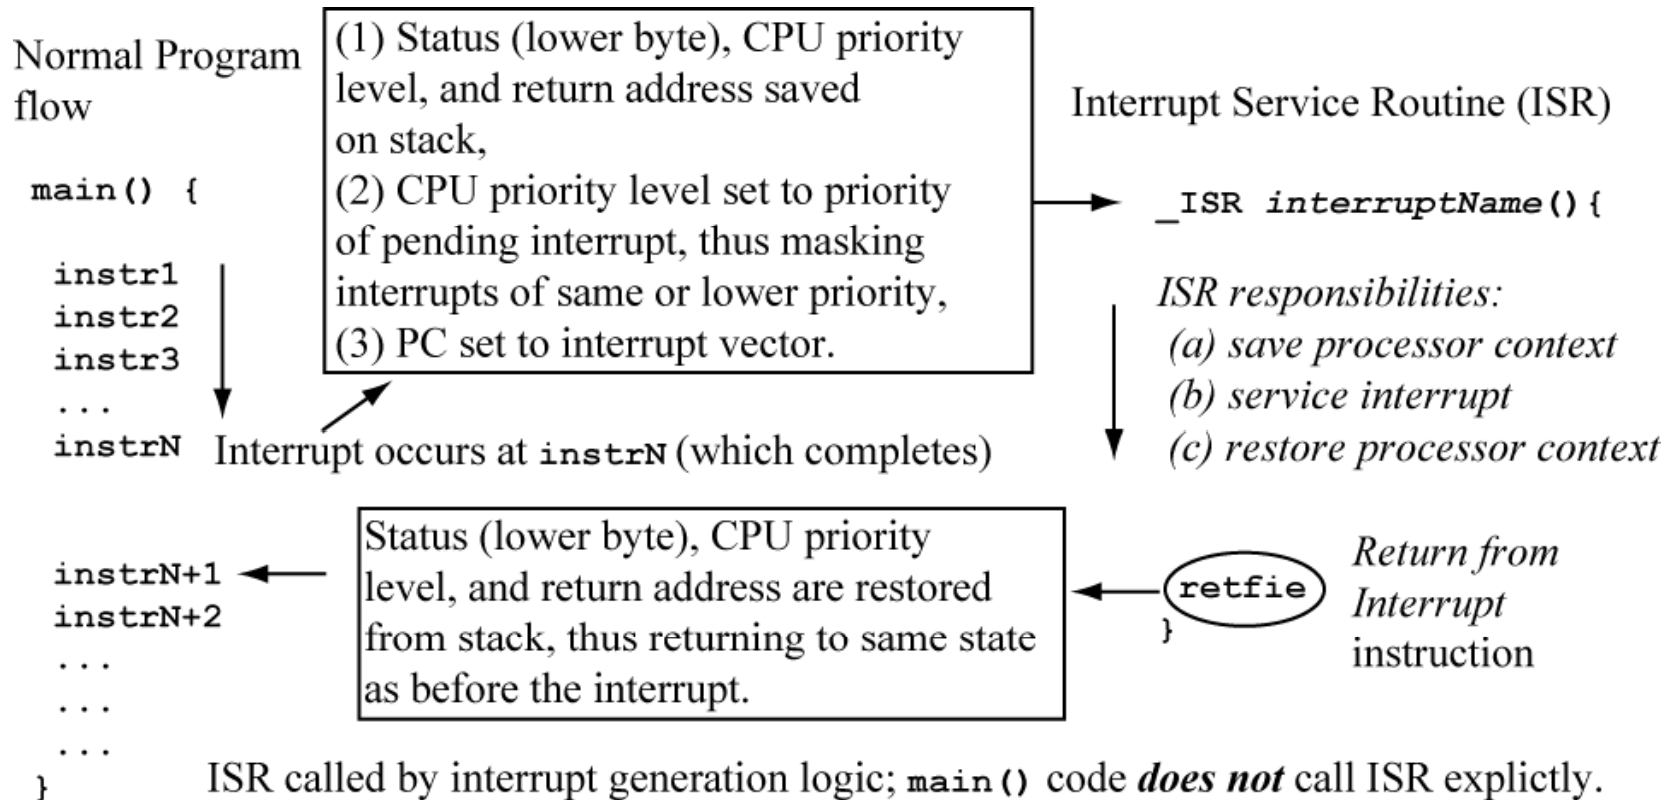 Normal Program
flow
main() {
instr1
instr2
instr3
...
instrN
(1) Status (lower byte), CPU priority
level, and return address saved
on stack,
(2) CPU priority level set to priority
of pending interrupt, thus masking
interrupts of same or lower priority,
(3) PC set to interrupt vector.
Interrupt occurs at instrN (which completes)
Interrupt Service Routine (ISR)
_ISR interruptName(){
ISR responsibilities:
(a) save processor context
(b) service interrupt
(c) restore processor context
retfie
}
Return from
Interrupt
instruction
Status (lower byte), CPU priority
level, and return address are restored
from stack, thus returning to same state
as before the interrupt.
instrN+1
instrN+2
...
...
...
}
ISR called by interrupt generation logic; main() code does not call ISR explictly.